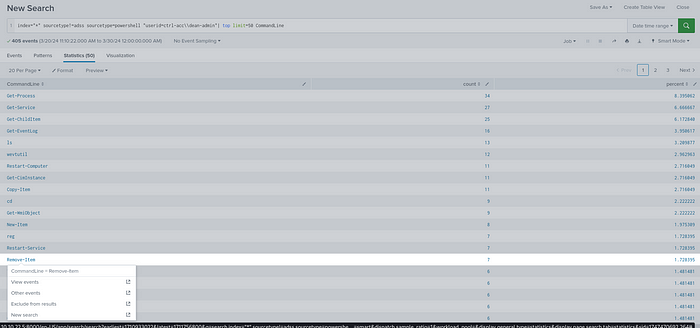 New Search
Save As
Create Table View
Close
index="*" sourcetype!=adss sourcetype=powershell "userid=ctrl-acc\\dean-admin"| top limit=50 CommandLine
Date time range
405 events (3/20/24 11:10:22.000 AM to 3/30/24 12:00:00.000 AM)
No Event Sampling
Job
Smart Mode
Events
Patterns
Statistics (50)
Visualization
20 Per Page
Format
Preview
< Prev
1
2
3
Next >
CommandLine
count
percent
Get-Process 34 8.395062
Get-Service 27 6.666667
Get-ChildItem 25 6.172840
Get-EventLog 16 3.950617
ls 13 3.209877
wevtutil 12 2.962963
Restart-Computer 11 2.716049
Get-CimInstance 11 2.716049
Copy-Item 11 2.716049
cd 9 2.222222
Get-WmiObject 9 2.222222
New-Item 8 1.975309
reg 7 1.728395
Restart-Service 7 1.728395
Remove-Item 7 1.728395
CommandLine = Remove-Item
View events
Other events
Exclude from results
New search
6 1.481481
6 1.481481
6 1.481481
6 1.481481
6 1.481481